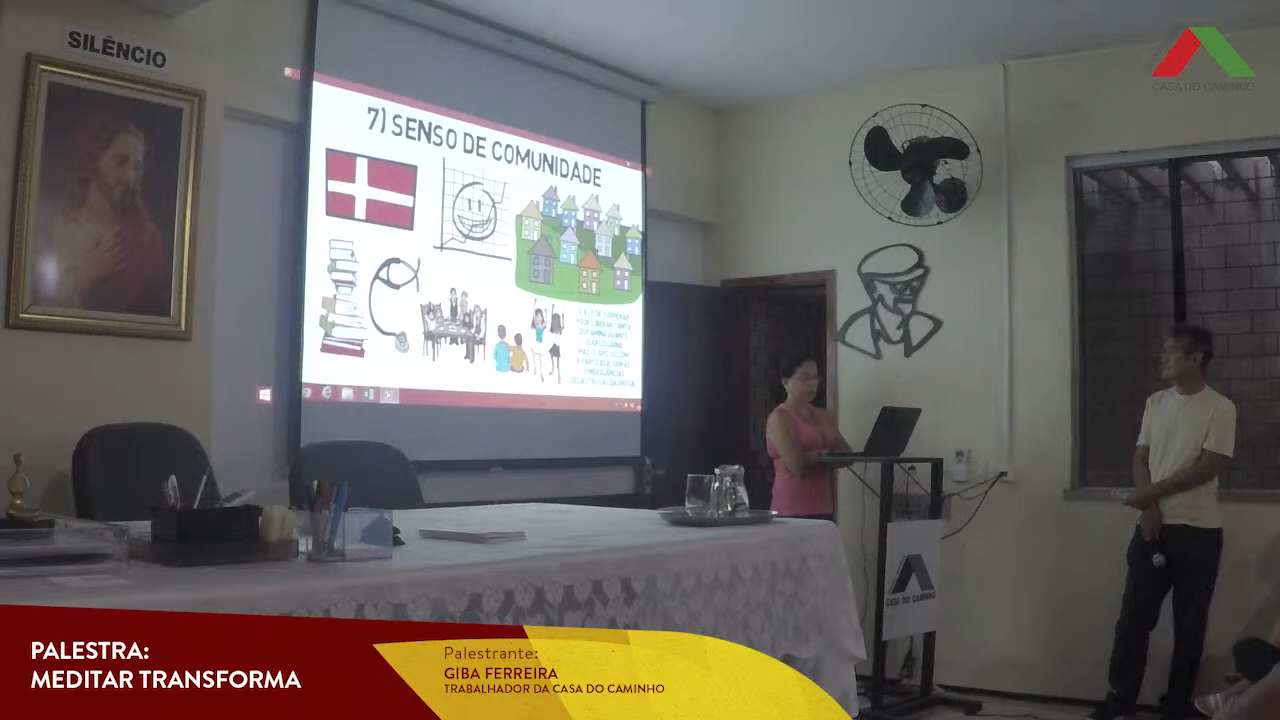 SILÊNCIO
CASA DO CAMINHO
7) SENSO DE COMUNIDADE
CASA DO CAMINHO
PALESTRA:
MEDITAR TRANSFORMA
Palestrante:
GIBA FERREIRA
TRABALHADOR DA CASA DO CAMINHO